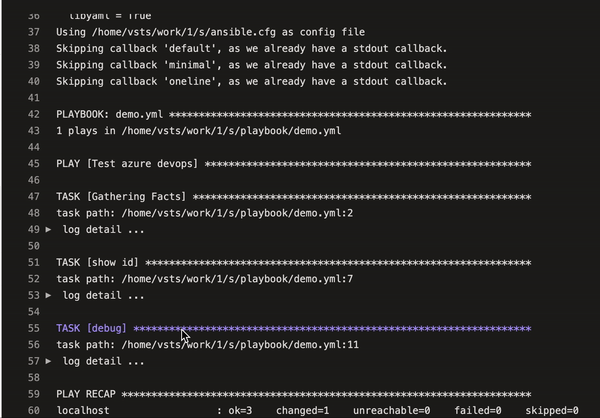 36 libyaml = True
37 Using /home/vsts/work/1/s/ansible.cfg as config file
38 Skipping callback 'default', as we already have a stdout callback.
39 Skipping callback 'minimal', as we already have a stdout callback.
40 Skipping callback 'oneline', as we already have a stdout callback.
41
42 PLAYBOOK: demo.yml *************************************************************
43 1 plays in /home/vsts/work/1/s/playbook/demo.yml
44
45 PLAY [Test azure devops] *******************************************************
46
47 TASK [Gathering Facts] *********************************************************
48 task path: /home/vsts/work/1/s/playbook/demo.yml:2
49 ▶ log detail ...
50
51 TASK [show id] *****************************************************************
52 task path: /home/vsts/work/1/s/playbook/demo.yml:7
53 ▶ log detail ...
54
55 TASK [debug] *******************************************************************
56 task path: /home/vsts/work/1/s/playbook/demo.yml:11
57 ▶ log detail ...
58
59 PLAY RECAP *********************************************************************
60 localhost : ok=3 changed=1 unreachable=0 failed=0 skipped=0